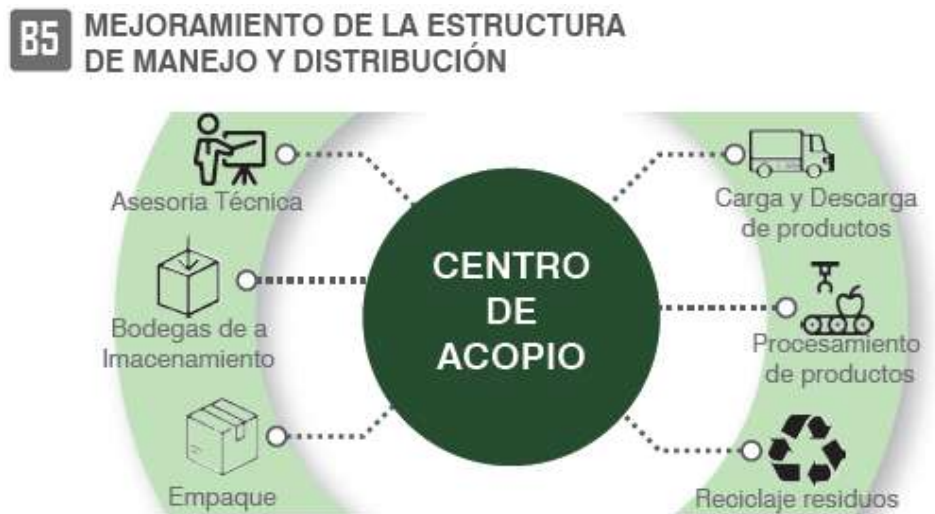 B5
MEJORAMIENTO DE LA ESTRUCTURA
DE MANEJO Y DISTRIBUCIÓN
Asesoria Técnica
Bodegas de a
lmacenamiento
Empaque
CENTRO
DE
ACOPIO
Carga y Descarga
de productos
Procesamiento
de productos
Reciclaje residuos